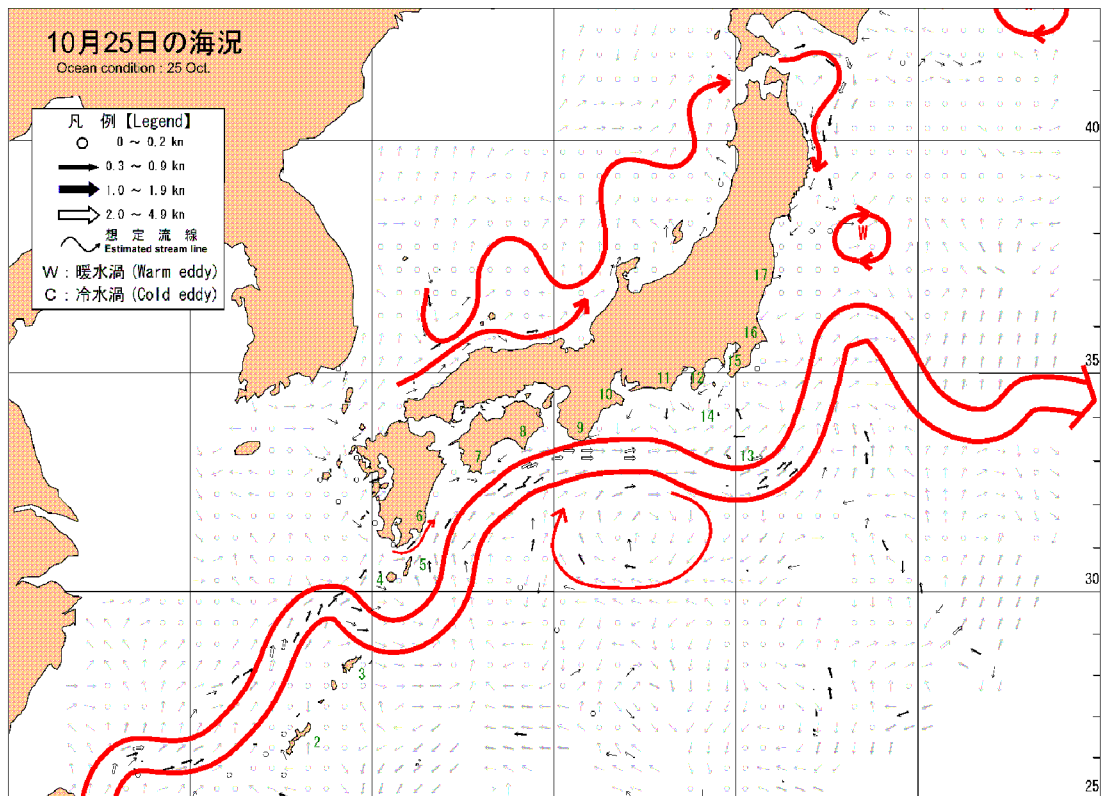 10月25日の海況
Ocean condition : 25 Oct.
凡 例【Legend】
0 ～ 0.2 kn
0.3 ～ 0.9 kn
1.0 ～ 1.9 kn
2.0 ～ 4.9 kn
想 定 流 線
Estimated stream line
W : 暖水渦 (Warm eddy)
C : 冷水渦 (Cold eddy)
40
1
W
17
16
35
15
12
11
10
14
9
8
7
13
6
5
4
30
3
2
25